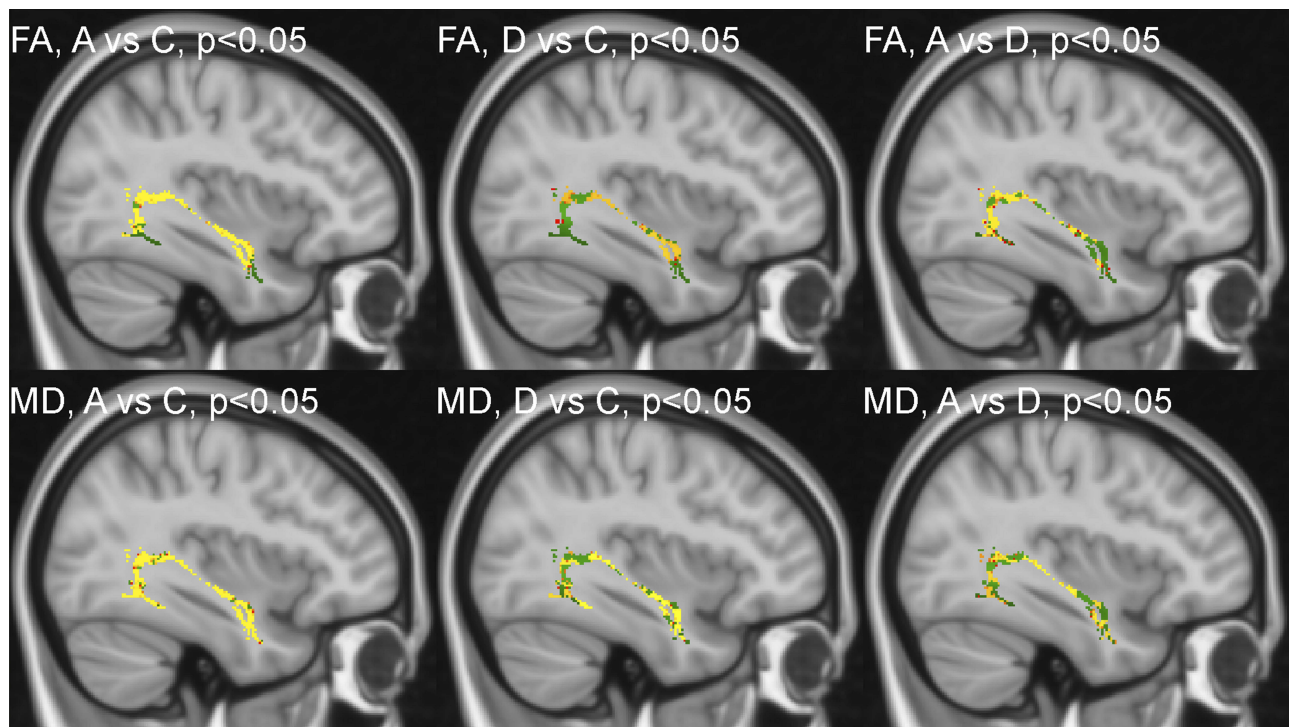 FA, A vs C, p<0.05
FA, D vs C, p<0.05
FA, A vs D, p<0.05
MD, A vs C, p<0.05
MD, D vs C, p<0.05
MD, A vs D, p<0.05